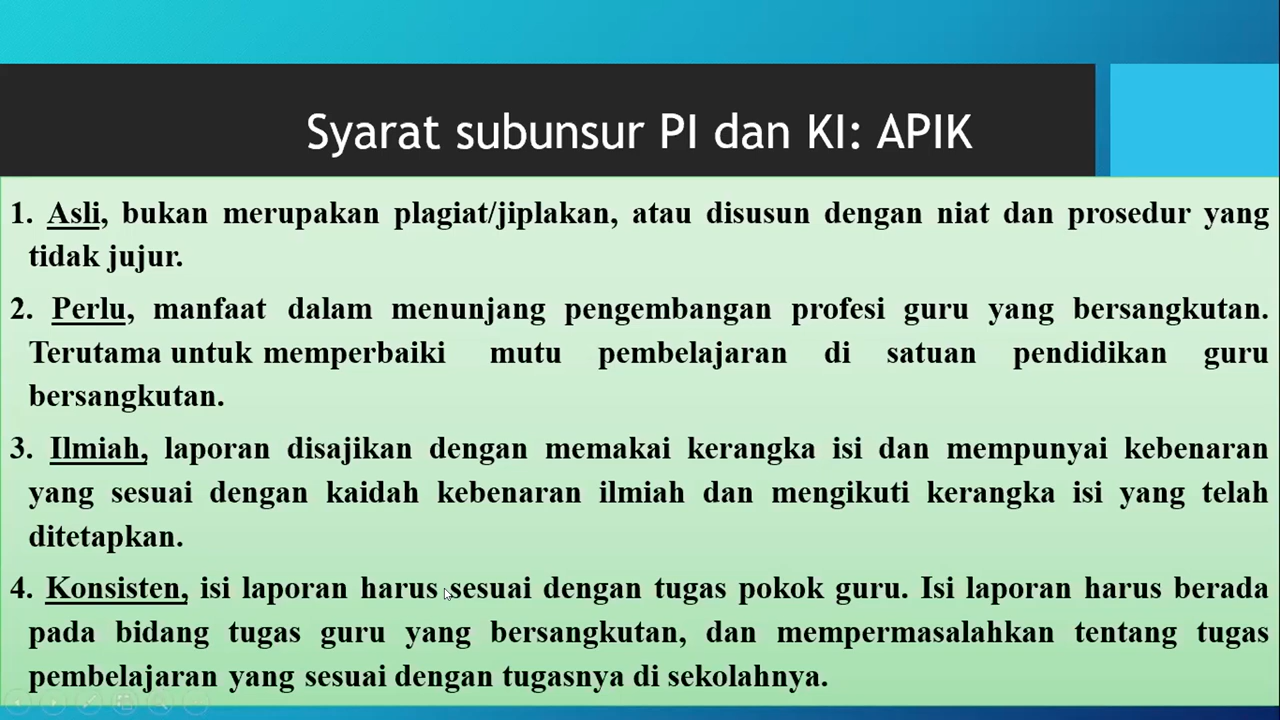 Syarat subunsur PI dan KI: APIK
1. Asli, bukan merupakan plagiat/jiplakan, atau disusun dengan niat dan prosedur yang
tidak jujur.
2. Perlu, manfaat dalam menunjang pengembangan profesi guru yang bersangkutan.
Terutama untuk memperbaiki mutu pembelajaran di satuan pendidikan guru
bersangkutan.
3. Ilmiah, laporan disajikan dengan memakai kerangka isi dan mempunyai kebenaran
yang sesuai dengan kaidah kebenaran ilmiah dan mengikuti kerangka isi yang telah
ditetapkan.
4. Konsisten, isi laporan harus sesuai dengan tugas pokok guru. Isi laporan harus berada
pada bidang tugas guru yang bersangkutan, dan mempermasalahkan tentang tugas
pembelajaran yang sesuai dengan tugasnya di sekolahnya.